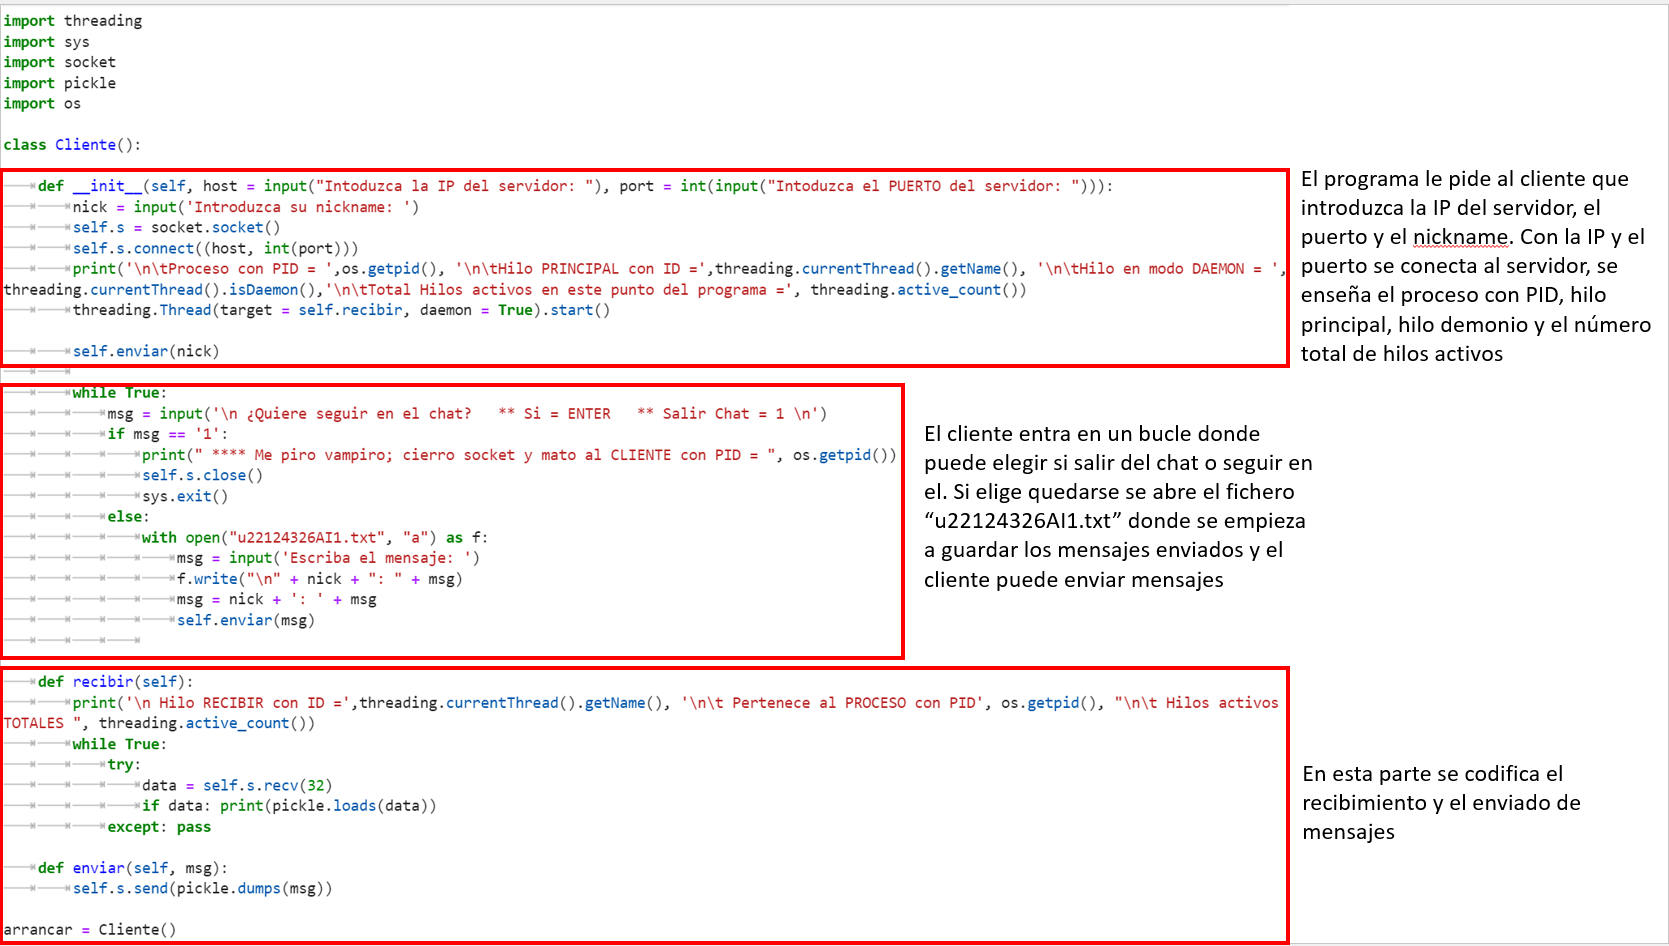 import threading
import sys
import socket
import pickle
import os
class Cliente():
def __init__(self, host = input("Intoduzca la IP del servidor: "), port = int(input("Intoduzca el PUERTO del servidor: "))):
nick = input('Introduzca su nickname: ')
self.s = socket.socket()
self.s.connect((host, int(port)))
print('\n\tProceso con PID = ',os.getpid(), '\n\tHilo PRINCIPAL con ID =',threading.currentThread().getName(), '\n\tHilo en modo DAEMON = ',
threading.currentThread().isDaemon(),'\n\tTotal Hilos activos en este punto del programa =', threading.active_count())
threading.Thread(target = self.recibir, daemon = True).start()
self.enviar(nick)
El programa le pide al cliente que
introduzca la IP del servidor, el
puerto y el nickname. Con la IP y el
puerto se conecta al servidor, se
enseña el proceso con PID, hilo
principal, hilo demonio y el número
total de hilos activos
while True:
msg = input('\n ¿Quiere seguir en el chat?   ** Si = ENTER   ** Salir Chat = 1 \n')
if msg == '1':
print(" **** Me piro vampiro; cierro socket y mato al CLIENTE con PID = ", os.getpid())
self.s.close()
sys.exit()
else:
with open("u22124326AI1.txt", "a") as f:
msg = input('Escriba el mensaje: ')
f.write("\n" + nick + ": " + msg)
msg = nick + ': ' + msg
self.enviar(msg)
El cliente entra en un bucle donde
puede elegir si salir del chat o seguir en
el. Si elige quedarse se abre el fichero
“u22124326AI1.txt” donde se empieza
a guardar los mensajes enviados y el
cliente puede enviar mensajes
def recibir(self):
print('\n Hilo RECIBIR con ID =',threading.currentThread().getName(), '\n\t Pertenece al PROCESO con PID', os.getpid(), "\n\t Hilos activos
TOTALES ", threading.active_count())
while True:
try:
data = self.s.recv(32)
if data: print(pickle.loads(data))
except: pass
def enviar(self, msg):
self.s.send(pickle.dumps(msg))
arrancar = Cliente()
En esta parte se codifica el
recibimiento y el enviado de
mensajes